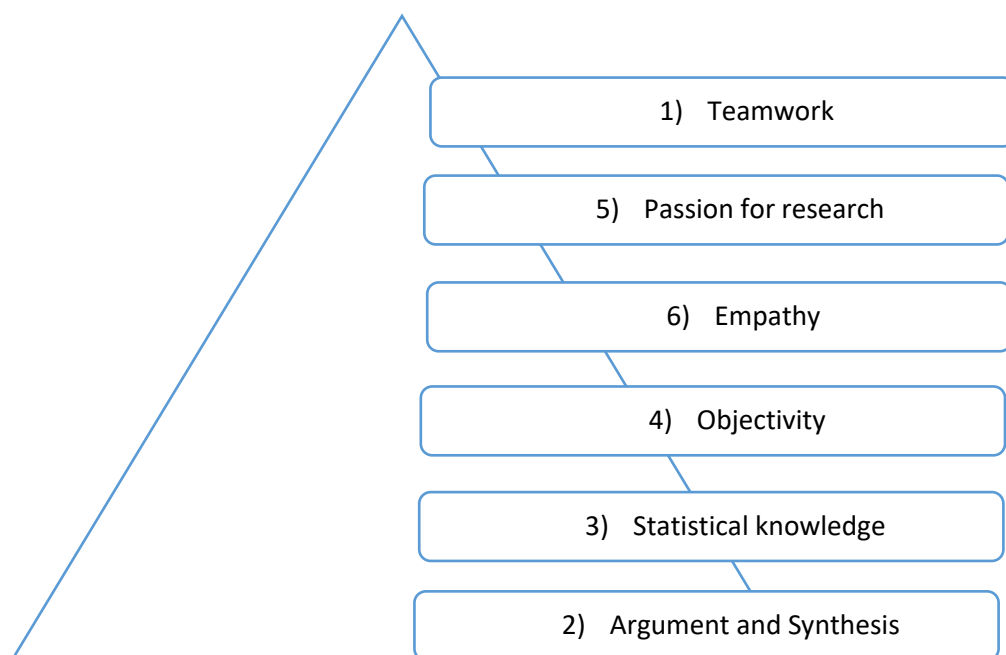 1) Teamwork
5) Passion for research
6) Empathy
4) Objectivity
3) Statistical knowledge
2) Argument and Synthesis